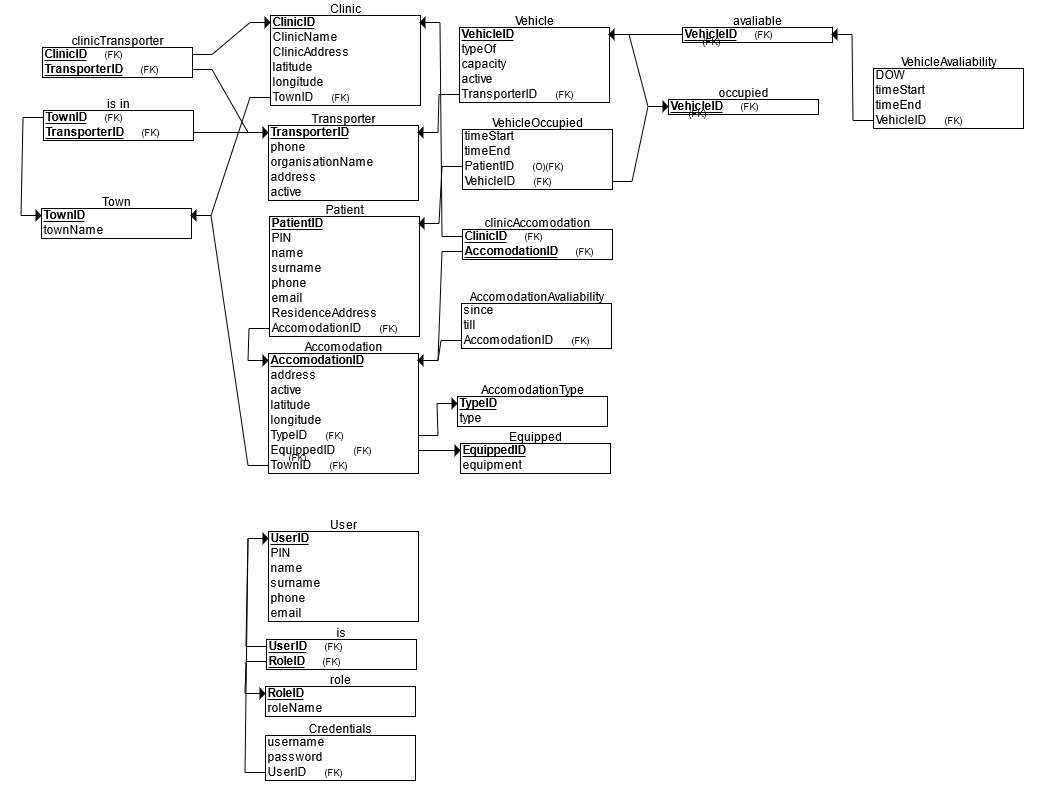 clinicTransporter
ClinicID (FK)
TransporterID (FK)
is in
TownID (FK)
TransporterID (FK)
Town
TownID
townName
Clinic
ClinicID
ClinicName
ClinicAddress
latitude
longitude
TownID (FK)
Transporter
TransporterID
phone
organisationName
address
active
Patient
PatientID
PIN
name
surname
phone
email
ResidenceAddress
AccomodationID (FK)
Accomodation
AccomodationID
address
active
latitude
longitude
TypeID (FK)
EquippedID (FK)
(FK)
TownID (FK)
Vehicle
VehicleID
typeOf
capacity
active
TransporterID (FK)
VehicleOccupied
timeStart
timeEnd
PatientID (O)(FK)
VehicleID (FK)
clinicAccomodation
ClinicID (FK)
AccomodationID (FK)
AccomodationAvaliability
since
till
AccomodationID (FK)
AccomodationType
TypeID
type
Equipped
EquippedID
equipment
avaliable
VehicleID (FK)
(FK)
occupied
VehicleID (FK)
(FK)
VehicleAvaliability
DOW
timeStart
timeEnd
VehicleID (FK)
User
UserID
PIN
name
surname
phone
email
is
UserID (FK)
RoleID (FK)
role
RoleID
roleName
Credentials
username
password
UserID (FK)